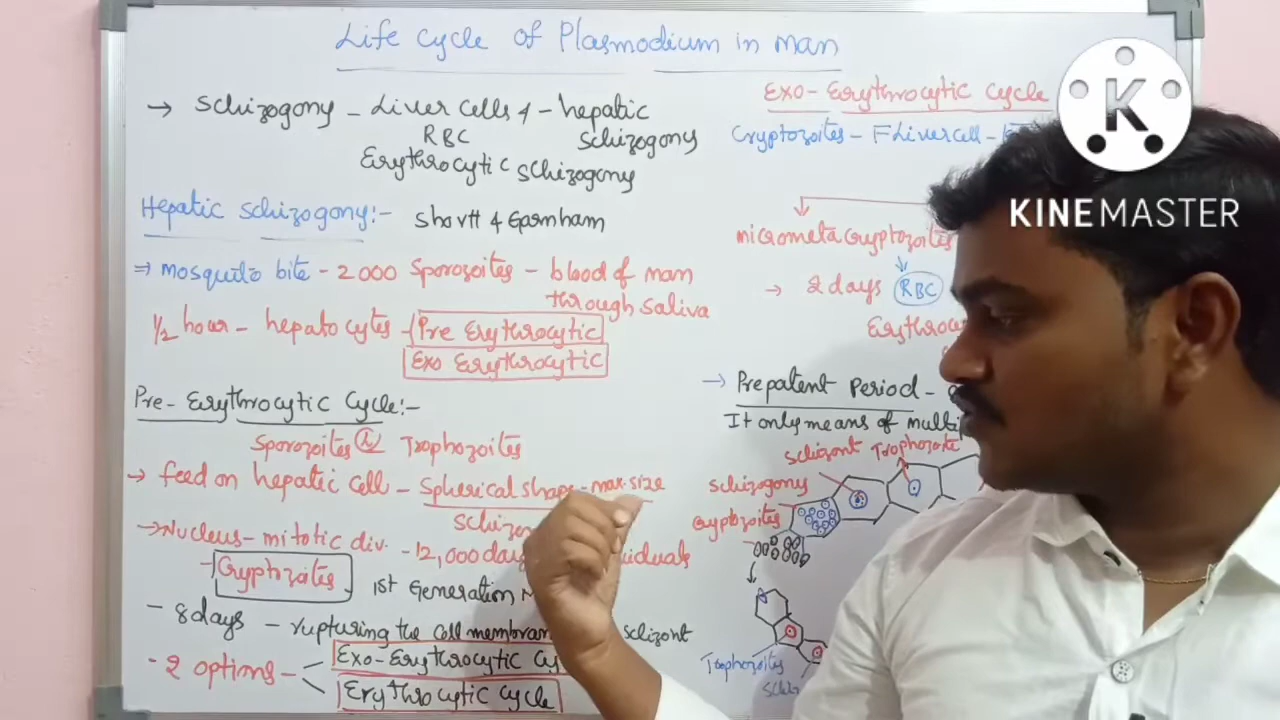 Life cycle of Plasmodium in man
→ Schizogony - Liver cells & - hepatic
RBC Schizogony
Erythrocytic Schizogony
Hepatic Schizogony:- Shortt & Garnham
⇒ mosquito bite - 2000 Sporozoites - blood of man
through Saliva
1/2 hour - hepatocytes - Pre Erythrocytic
Exo Erythrocytic
Pre-Erythrocytic Cycle:-
Sporozoites Trophozoites
→ feed on hepatic cell - Spherical shape - max.size
→ Nucleus - mitotic div. - 12,000
- Cryptozoites 1st Generation
- 8 days - rupturing the cell schizont
- 2 options - Exo-Erythrocytic
Erythrocytic cycle
Exo-Erythrocytic Cycle
Cryptozoites - F Liver cell -
micrometacryptozoites
→ 2 days RBC
→ Prepatent Period -
It only means of
Schizont Trophozoite
Schizogony
Cryptozoites
Trophozoites
K
KINEMASTER